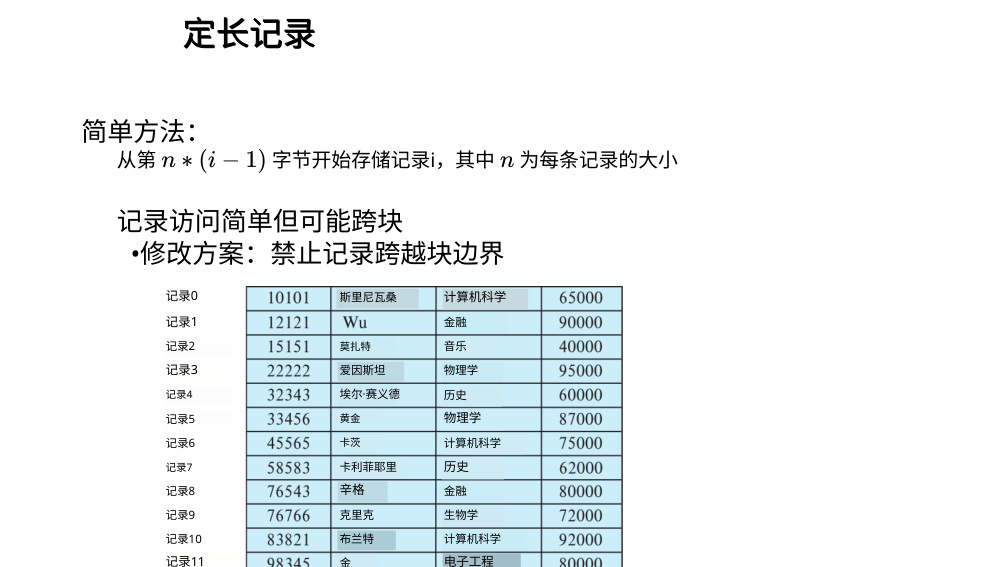 定长记录
简单方法：
从第 n ∗ (i − 1) 字节开始存储记录i，其中 n 为每条记录的大小
记录访问简单但可能跨块
•修改方案：禁止记录跨越块边界
记录0 10101 斯里尼瓦桑 计算机科学 65000
记录1 12121 Wu 金融 90000
记录2 15151 莫扎特 音乐 40000
记录3 22222 爱因斯坦 物理学 95000
记录4 32343 埃尔·赛义德 历史 60000
记录5 33456 黄金 物理学 87000
记录6 45565 卡茨 计算机科学 75000
记录7 58583 卡利菲耶里 历史 62000
记录8 76543 辛格 金融 80000
记录9 76766 克里克 生物学 72000
记录10 83821 布兰特 计算机科学 92000
记录11 98345 金 电子工程 80000